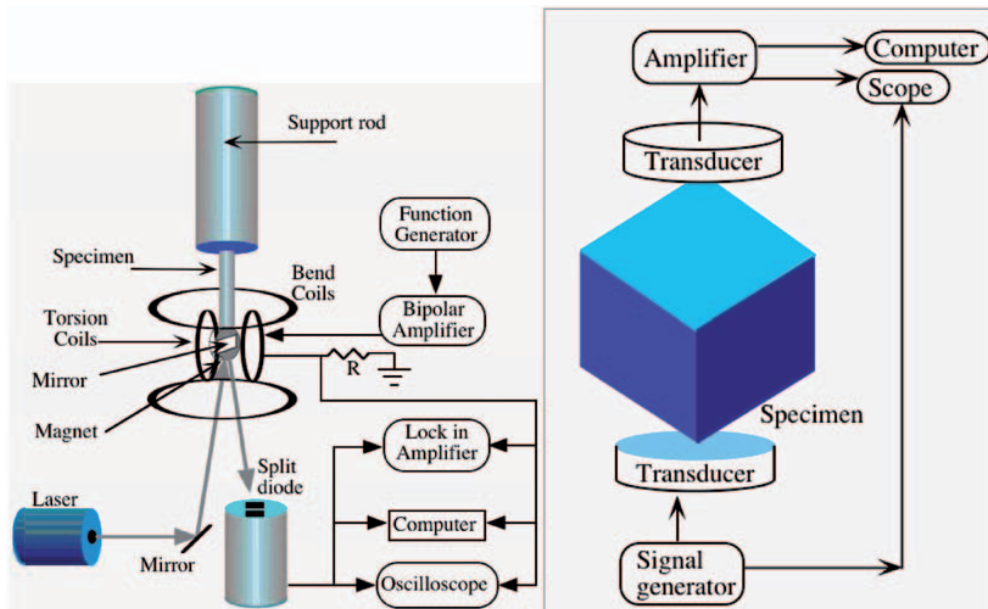 Support rod
Specimen
Bend
Coils
Function
Generator
Torsion
Coils
Bipolar
Amplifier
Mirror
R
Magnet
Lock in
Amplifier
Split
diode
Laser
Computer
Mirror
Oscilloscope
Amplifier
Computer
Scope
Transducer
Specimen
Transducer
Signal
generator